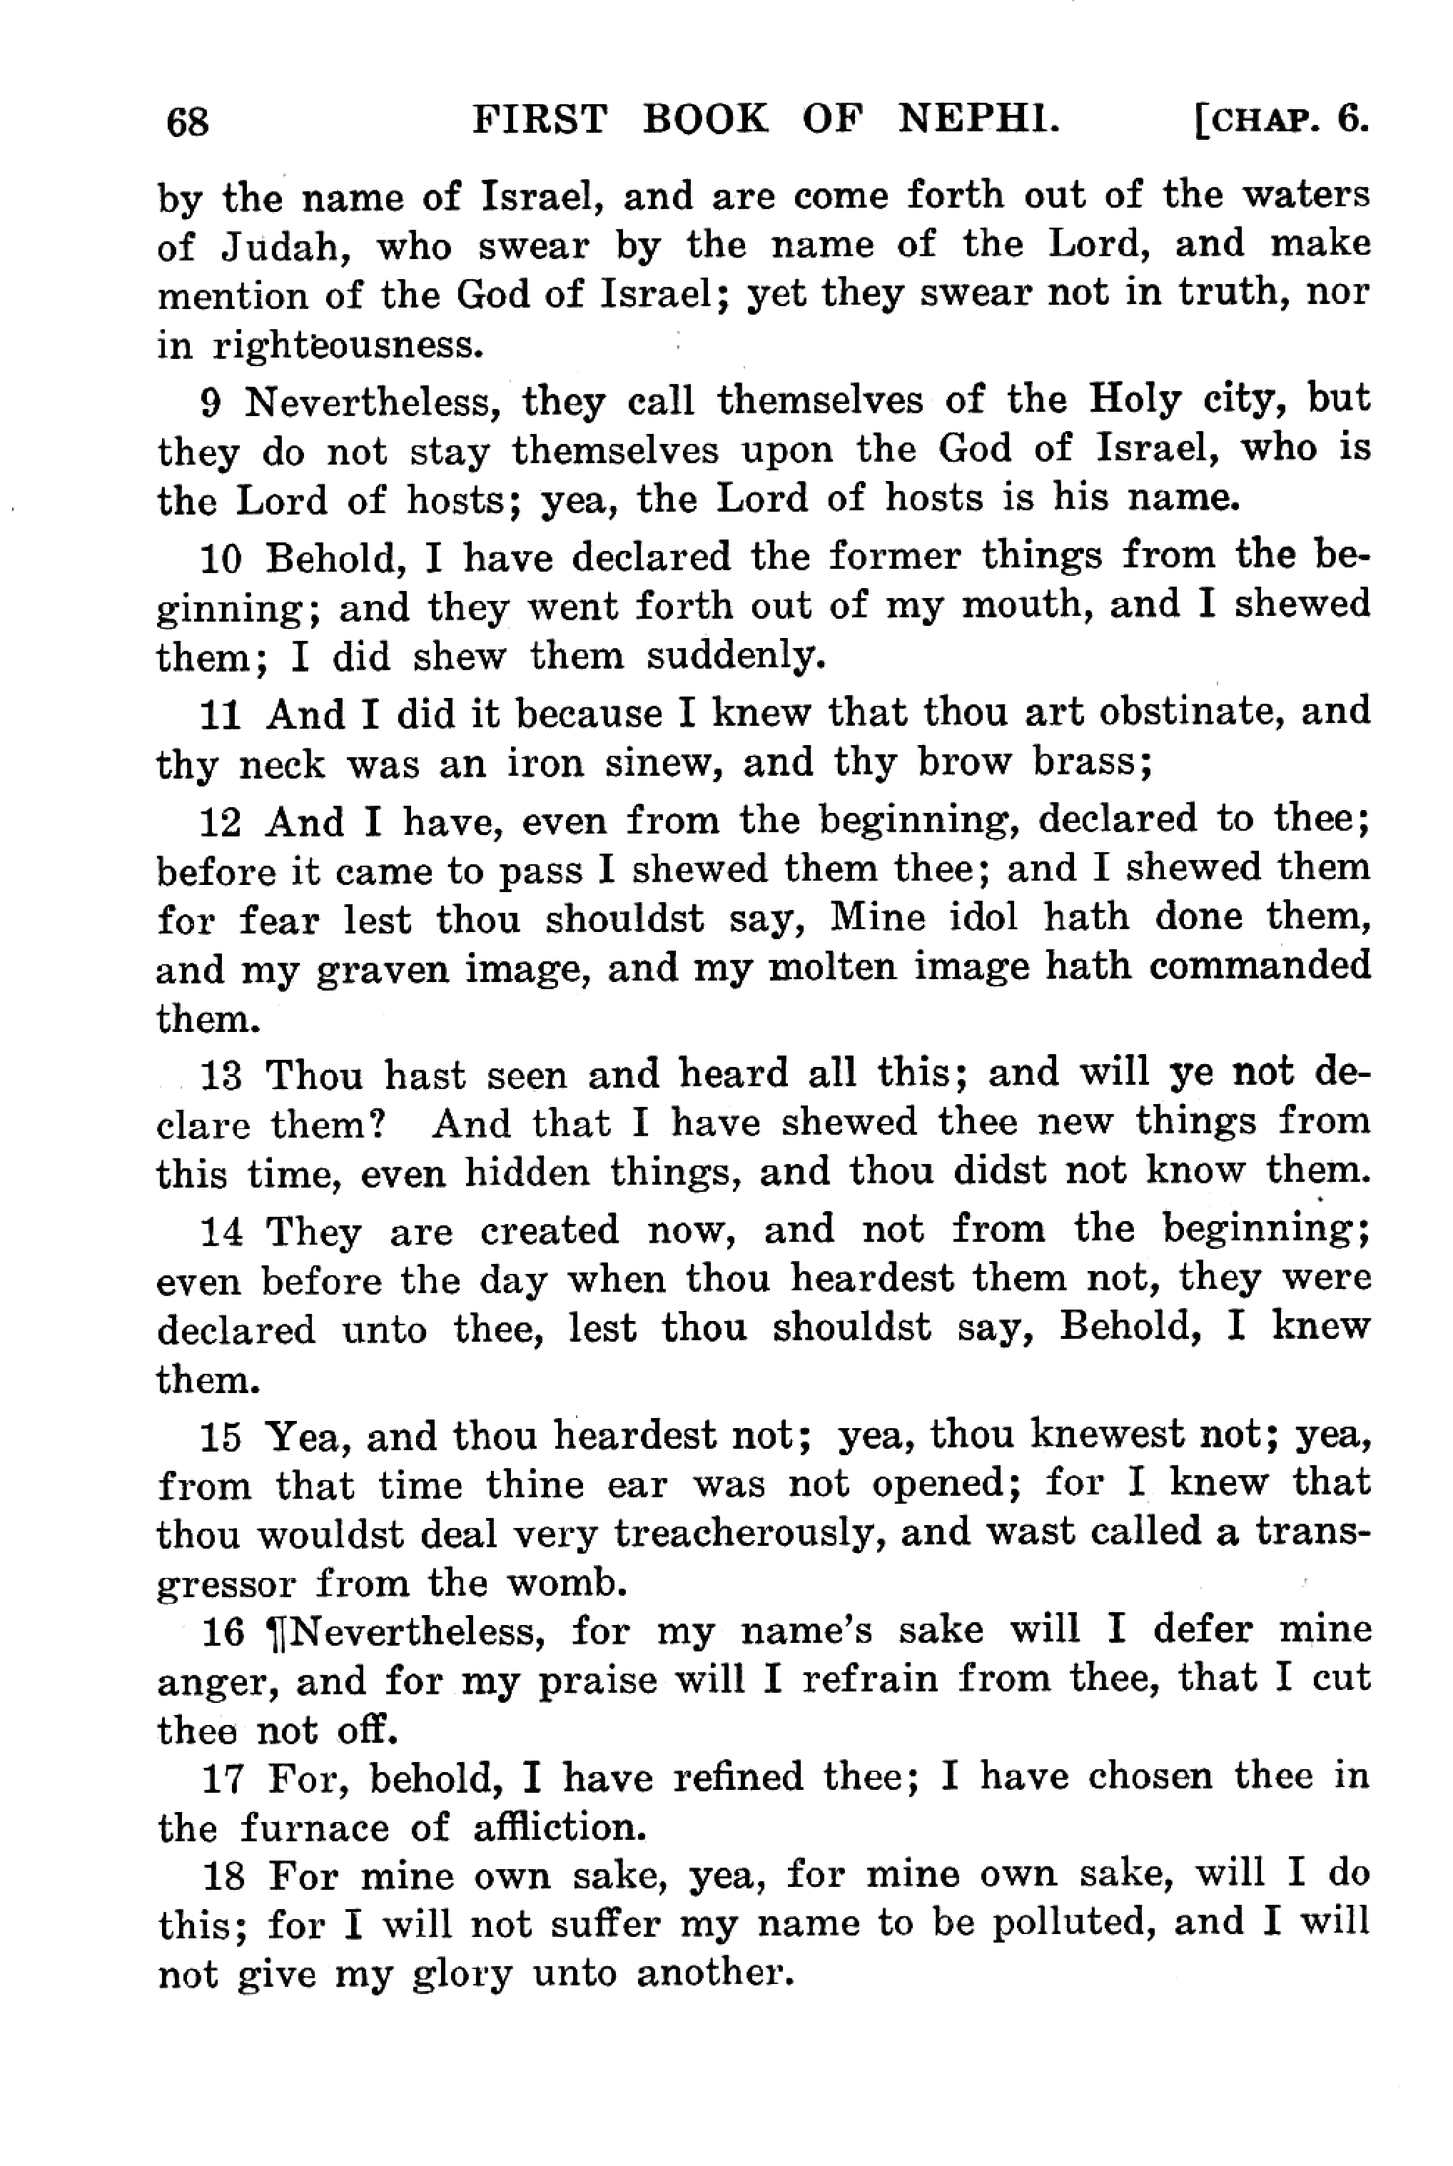 68 FIRST BOOK OF NEPHI. [CHAP. 6.
by the name of Israel, and are come forth out of the waters
of Judah, who swear by the name of the Lord, and make
mention of the God of Israel; yet they swear not in truth, nor
in righteousness.
9 Nevertheless, they call themselves of the Holy city, but
they do not stay themselves upon the God of Israel, who is
the Lord of hosts; yea, the Lord of hosts is his name.
10 Behold, I have declared the former things from the be-
ginning; and they went forth out of my mouth, and I shewed
them; I did shew them suddenly.
11 And I did it because I knew that thou art obstinate, and
thy neck was an iron sinew, and thy brow brass;
12 And I have, even from the beginning, declared to thee;
before it came to pass I shewed them thee; and I shewed them
for fear lest thou shouldst say, Mine idol hath done them,
and my graven image, and my molten image hath commanded
them.
13 Thou hast seen and heard all this; and will ye not de-
clare them? And that I have shewed thee new things from
this time, even hidden things, and thou didst not know them.
14 They are created now, and not from the beginning;
even before the day when thou heardest them not, they were
declared unto thee, lest thou shouldst say, Behold, I knew
them.
15 Yea, and thou heardest not; yea, thou knewest not; yea,
from that time thine ear was not opened; for I knew that
thou wouldst deal very treacherously, and wast called a trans-
gressor from the womb.
16 ¶Nevertheless, for my name's sake will I defer mine
anger, and for my praise will I refrain from thee, that I cut
thee not off.
17 For, behold, I have refined thee; I have chosen thee in
the furnace of affliction.
18 For mine own sake, yea, for mine own sake, will I do
this; for I will not suffer my name to be polluted, and I will
not give my glory unto another.